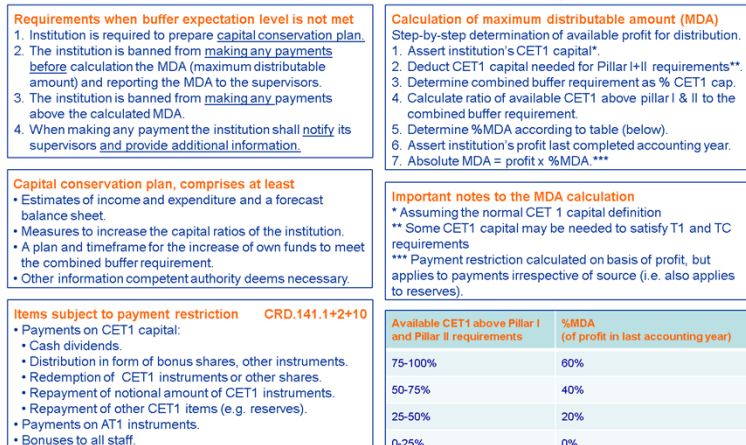 Requirements when buffer expectation level is not met
1. Institution is required to prepare capital conservation plan.
2. The institution is banned from making any payments
before calculation the MDA (maximum distributable
amount) and reporting the MDA to the supervisors.
3. The institution is banned from making any payments
above the calculated MDA.
4. When making any payment the institution shall notify its
supervisors and provide additional information.
Capital conservation plan, comprises at least
• Estimates of income and expenditure and a forecast
balance sheet.
• Measures to increase the capital ratios of the institution.
• A plan and timeframe for the increase of own funds to meet
the combined buffer requirement.
• Other information competent authority deems necessary.
Items subject to payment restriction CRD.141.1+2+10
• Payments on CET1 capital:
• Cash dividends.
• Distribution in form of bonus shares, other instruments.
• Redemption of CET1 instruments or other shares.
• Repayment of notional amount of CET1 instruments.
• Repayment of other CET1 items (e.g. reserves).
• Payments on AT1 instruments.
• Bonuses to all staff.
Calculation of maximum distributable amount (MDA)
Step-by-step determination of available profit for distribution.
1. Assert institution's CET1 capital*.
2. Deduct CET1 capital needed for Pillar I+II requirements**.
3. Determine combined buffer requirement as % CET1 cap.
4. Calculate ratio of available CET1 above pillar I & II to the
combined buffer requirement.
5. Determine %MDA according to table (below).
6. Assert institution's profit last completed accounting year.
7. Absolute MDA = profit x %MDA.***
Important notes to the MDA calculation
* Assuming the normal CET 1 capital definition
** Some CET1 capital may be needed to satisfy T1 and TC
requirements
*** Payment restriction calculated on basis of profit, but
applies to payments irrespective of source (i.e. also applies
to reserves).
Available CET1 above Pillar I %MDA
and Pillar II requirements (of profit in last accounting year)
75-100% 60%
50-75% 40%
25-50% 20%
0-25% 0%